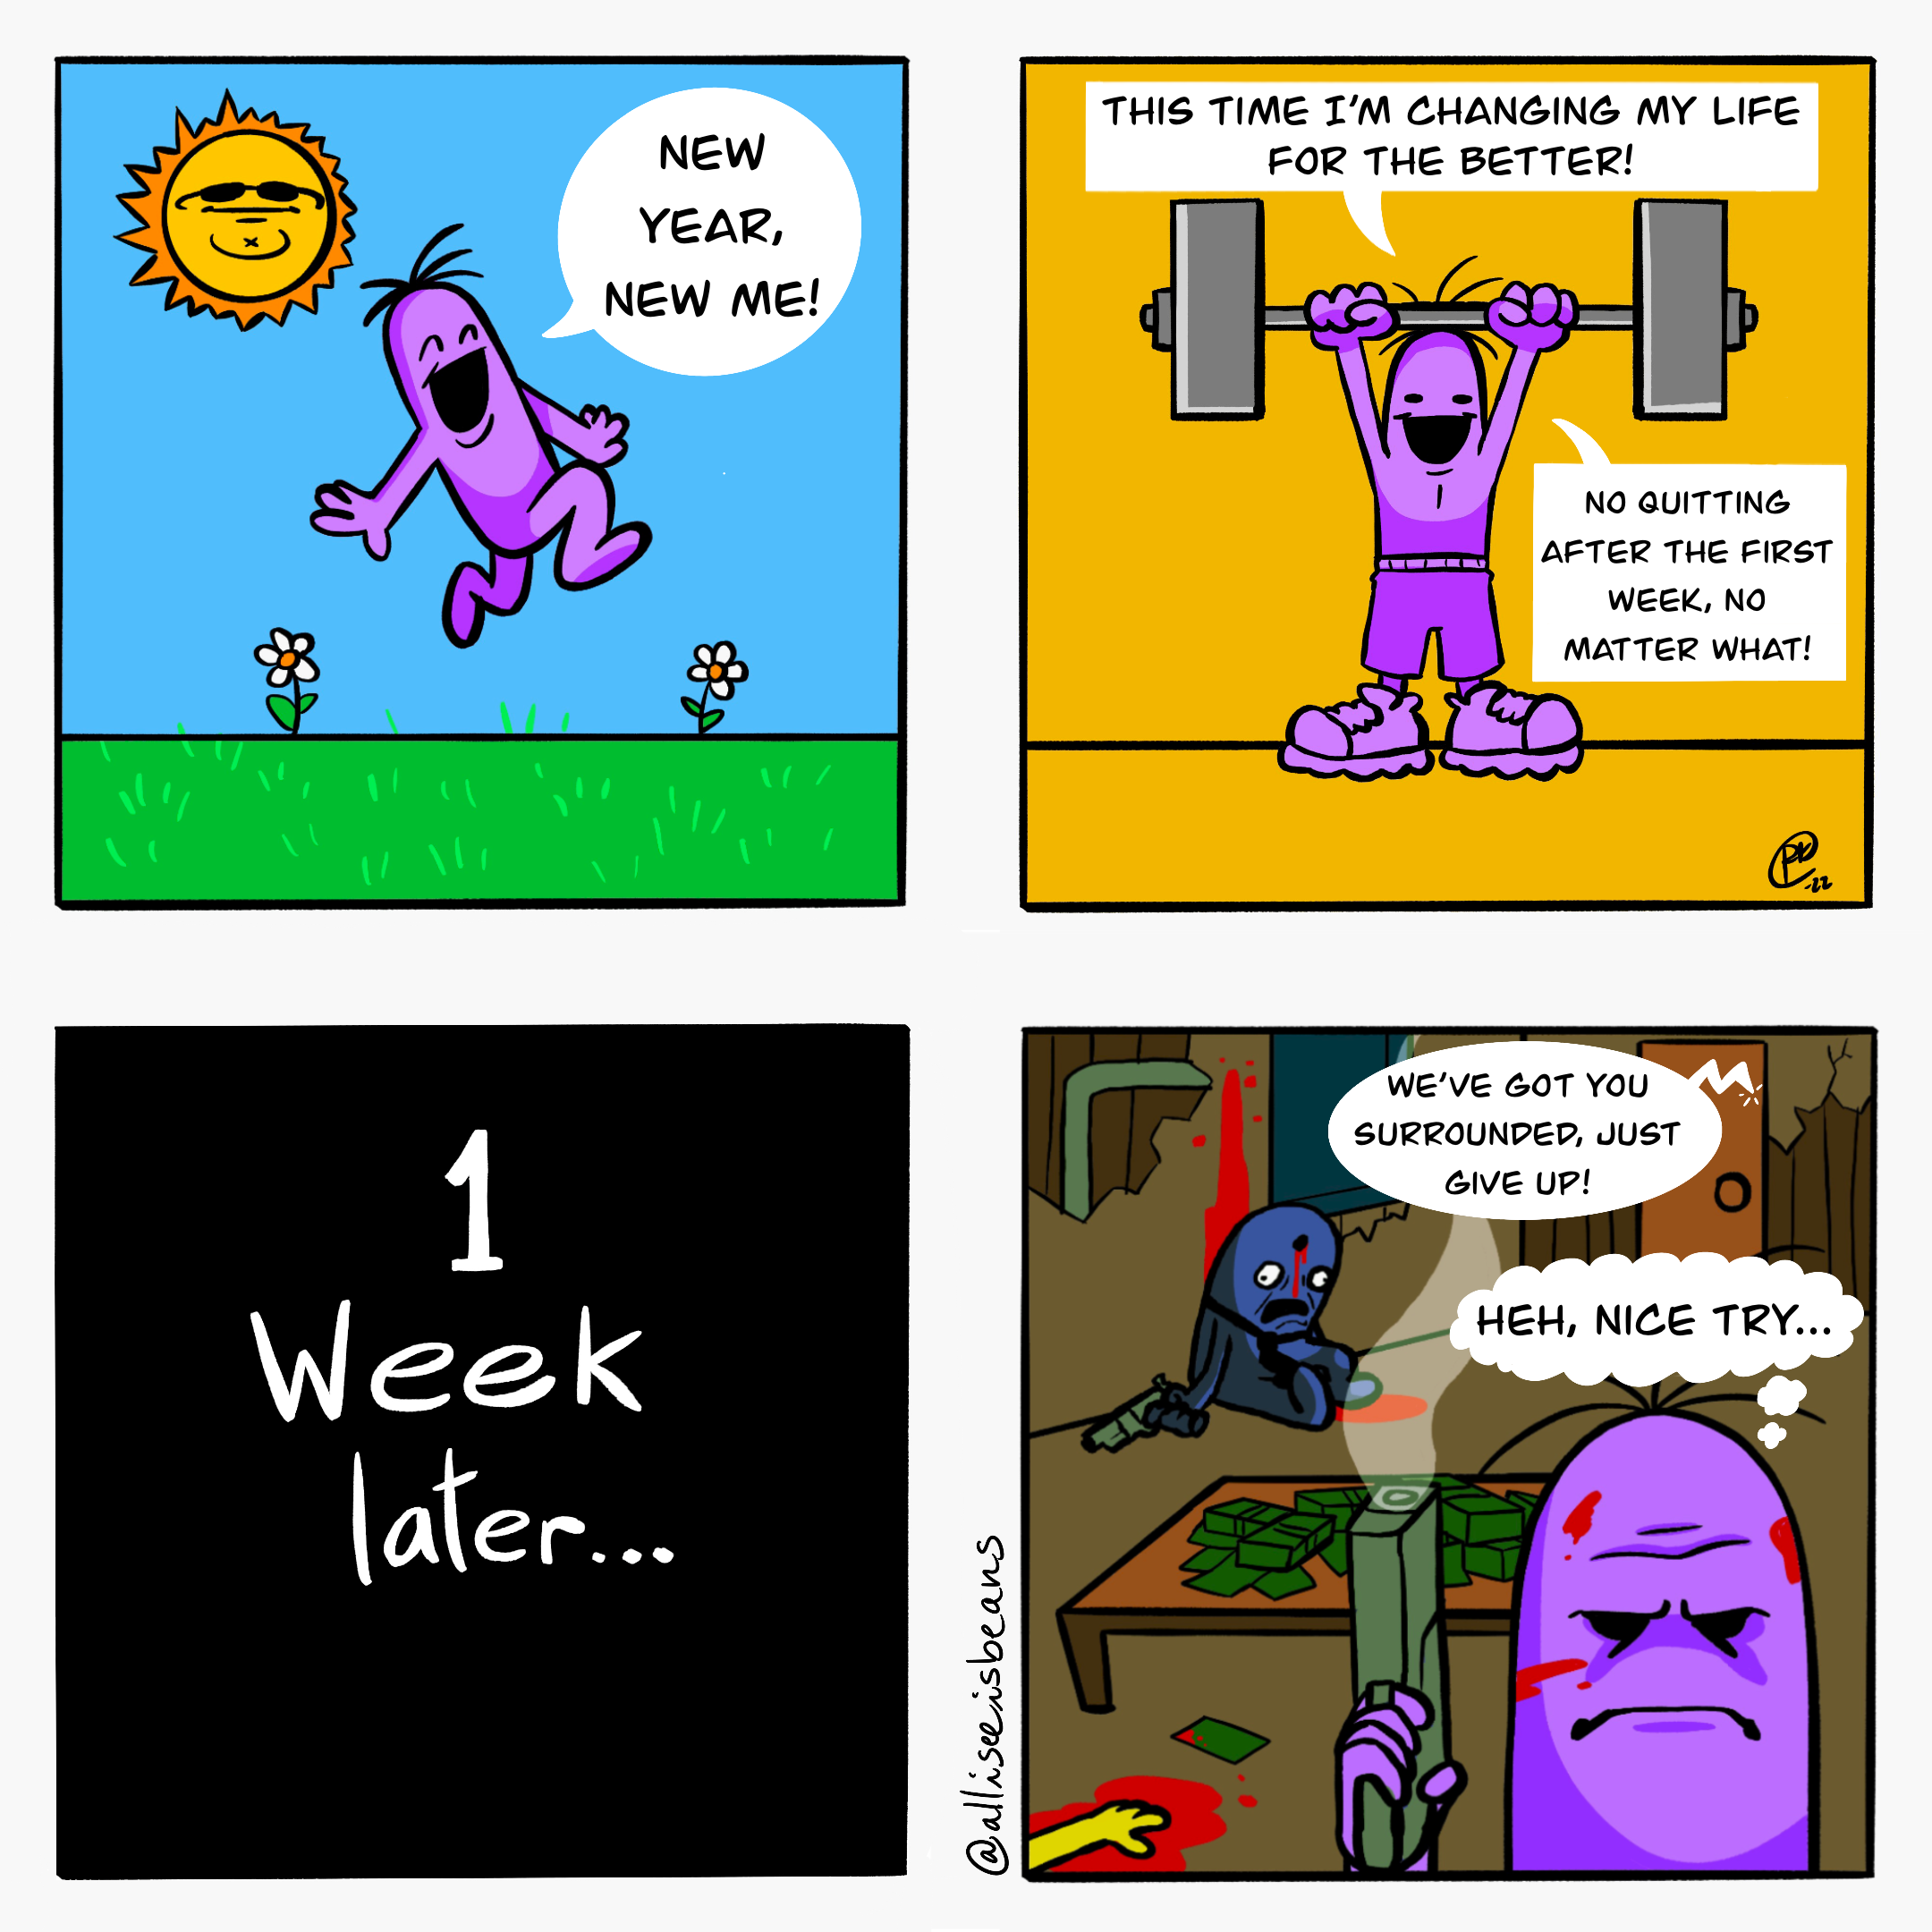 NEW
YEAR,
NEW ME!
THIS TIME I'M CHANGING MY LIFE
FOR THE BETTER!
NO QUITTING
AFTER THE FIRST
WEEK, NO
MATTER WHAT!
-22
1
Week
later...
WE'VE GOT YOU
SURROUNDED, JUST
GIVE UP!
HEH, NICE TRY...
@alliseeisbeans